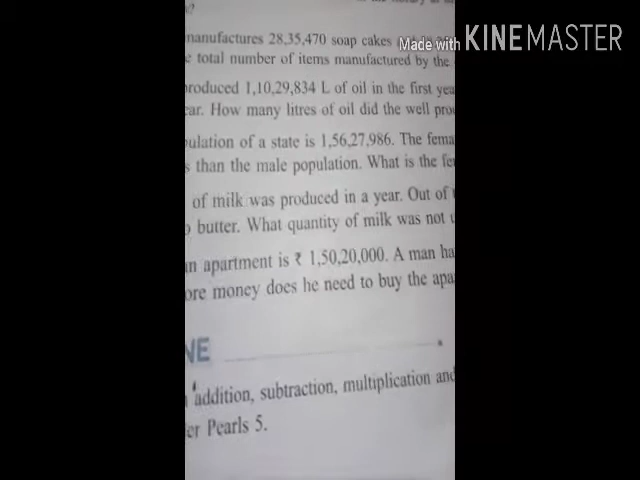 manufactures 28,35,470 soap cakes
Made with KINEMASTER
total number of items manufactured by the
produced 1,10,29,834 L of oil in the first yea
ear. How many litres of oil did the well pro
pulation of a state is 1,56,27,986. The fema
s than the male population. What is the fe
of milk was produced in a year. Out of
o butter. What quantity of milk was not u
an apartment is ₹ 1,50,20,000. A man ha
ore money does he need to buy the apa
NE
addition, subtraction, multiplication and
er Pearls 5.